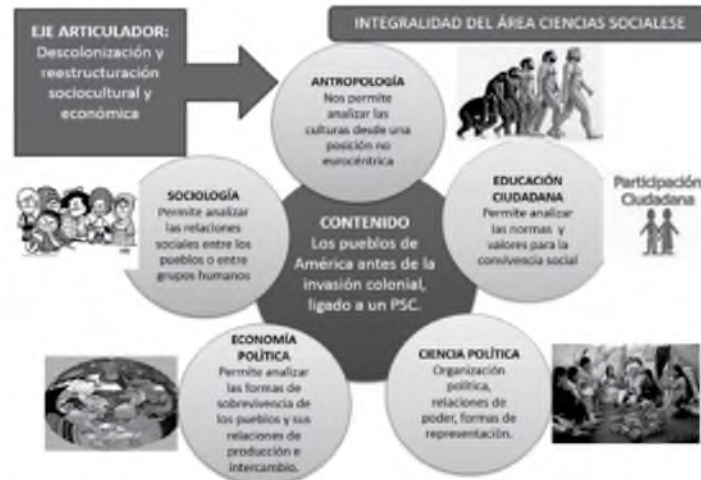 EJE ARTICULADOR:
Descolonización y
reestructuración
sociocultural y
económica
INTEGRALIDAD DEL ÁREA CIENCIAS SOCIALESE
ANTROPOLOGÍA
Nos permite
analizar las
culturas desde una
posición no
eurocéntrica
SOCIOLOGÍA
Permite analizar
las relaciones
sociales entre los
pueblos o entre
grupos humanos
CONTENIDO
Los pueblos de
América antes de la
invasión colonial,
ligado a un PSC.
EDUCACIÓN
CIUDADANA
Permite analizar
las normas y
valores para la
convivencia social
Participación
Ciudadana
ECONOMÍA
POLÌTICA
Permite analizar
las formas de
sobrevivencia de
los pueblos y sus
relaciones de
producción e
intercambio.
CIENCIA POLÍTICA
Organización
política,
relaciones de
poder, formas de
representación.